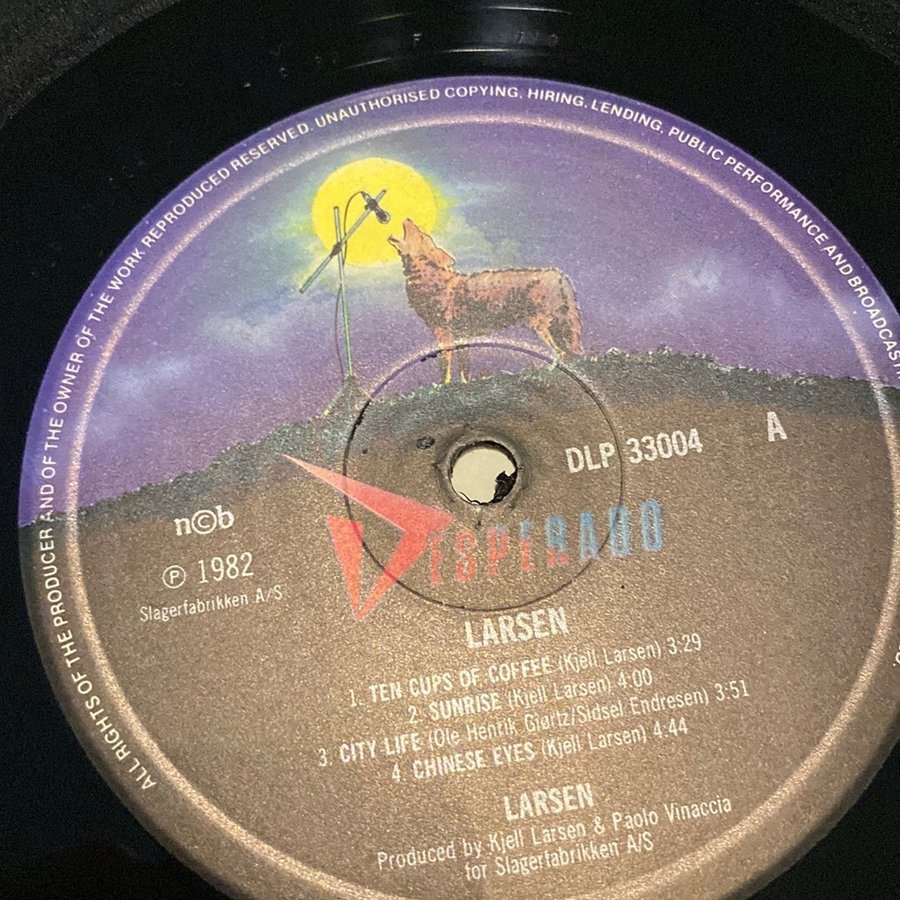 ALL RIGHTS OF THE PRODUCER AND OF THE OWNER OF THE WORK REPRODUCED RESERVED. UNAUTHORISED COPYING, HIRING, LENDING, PUBLIC PERFORMANCE AND
DLP 33004 A
n©b
DESPERADO
℗ 1982
Slagerfabrikken A/S
LARSEN
1. TEN CUPS OF COFFEE (Kjell Larsen) 3:29
2. SUNRISE (Kjell Larsen) 4:00
3. CITY LIFE (Ole Henrik Giørtz/Sidsel Endresen) 3:51
4. CHINESE EYES (Kjell Larsen) 4:44
LARSEN
Produced by Kjell Larsen & Paolo Vinaccia
for Slagerfabrikken A/S